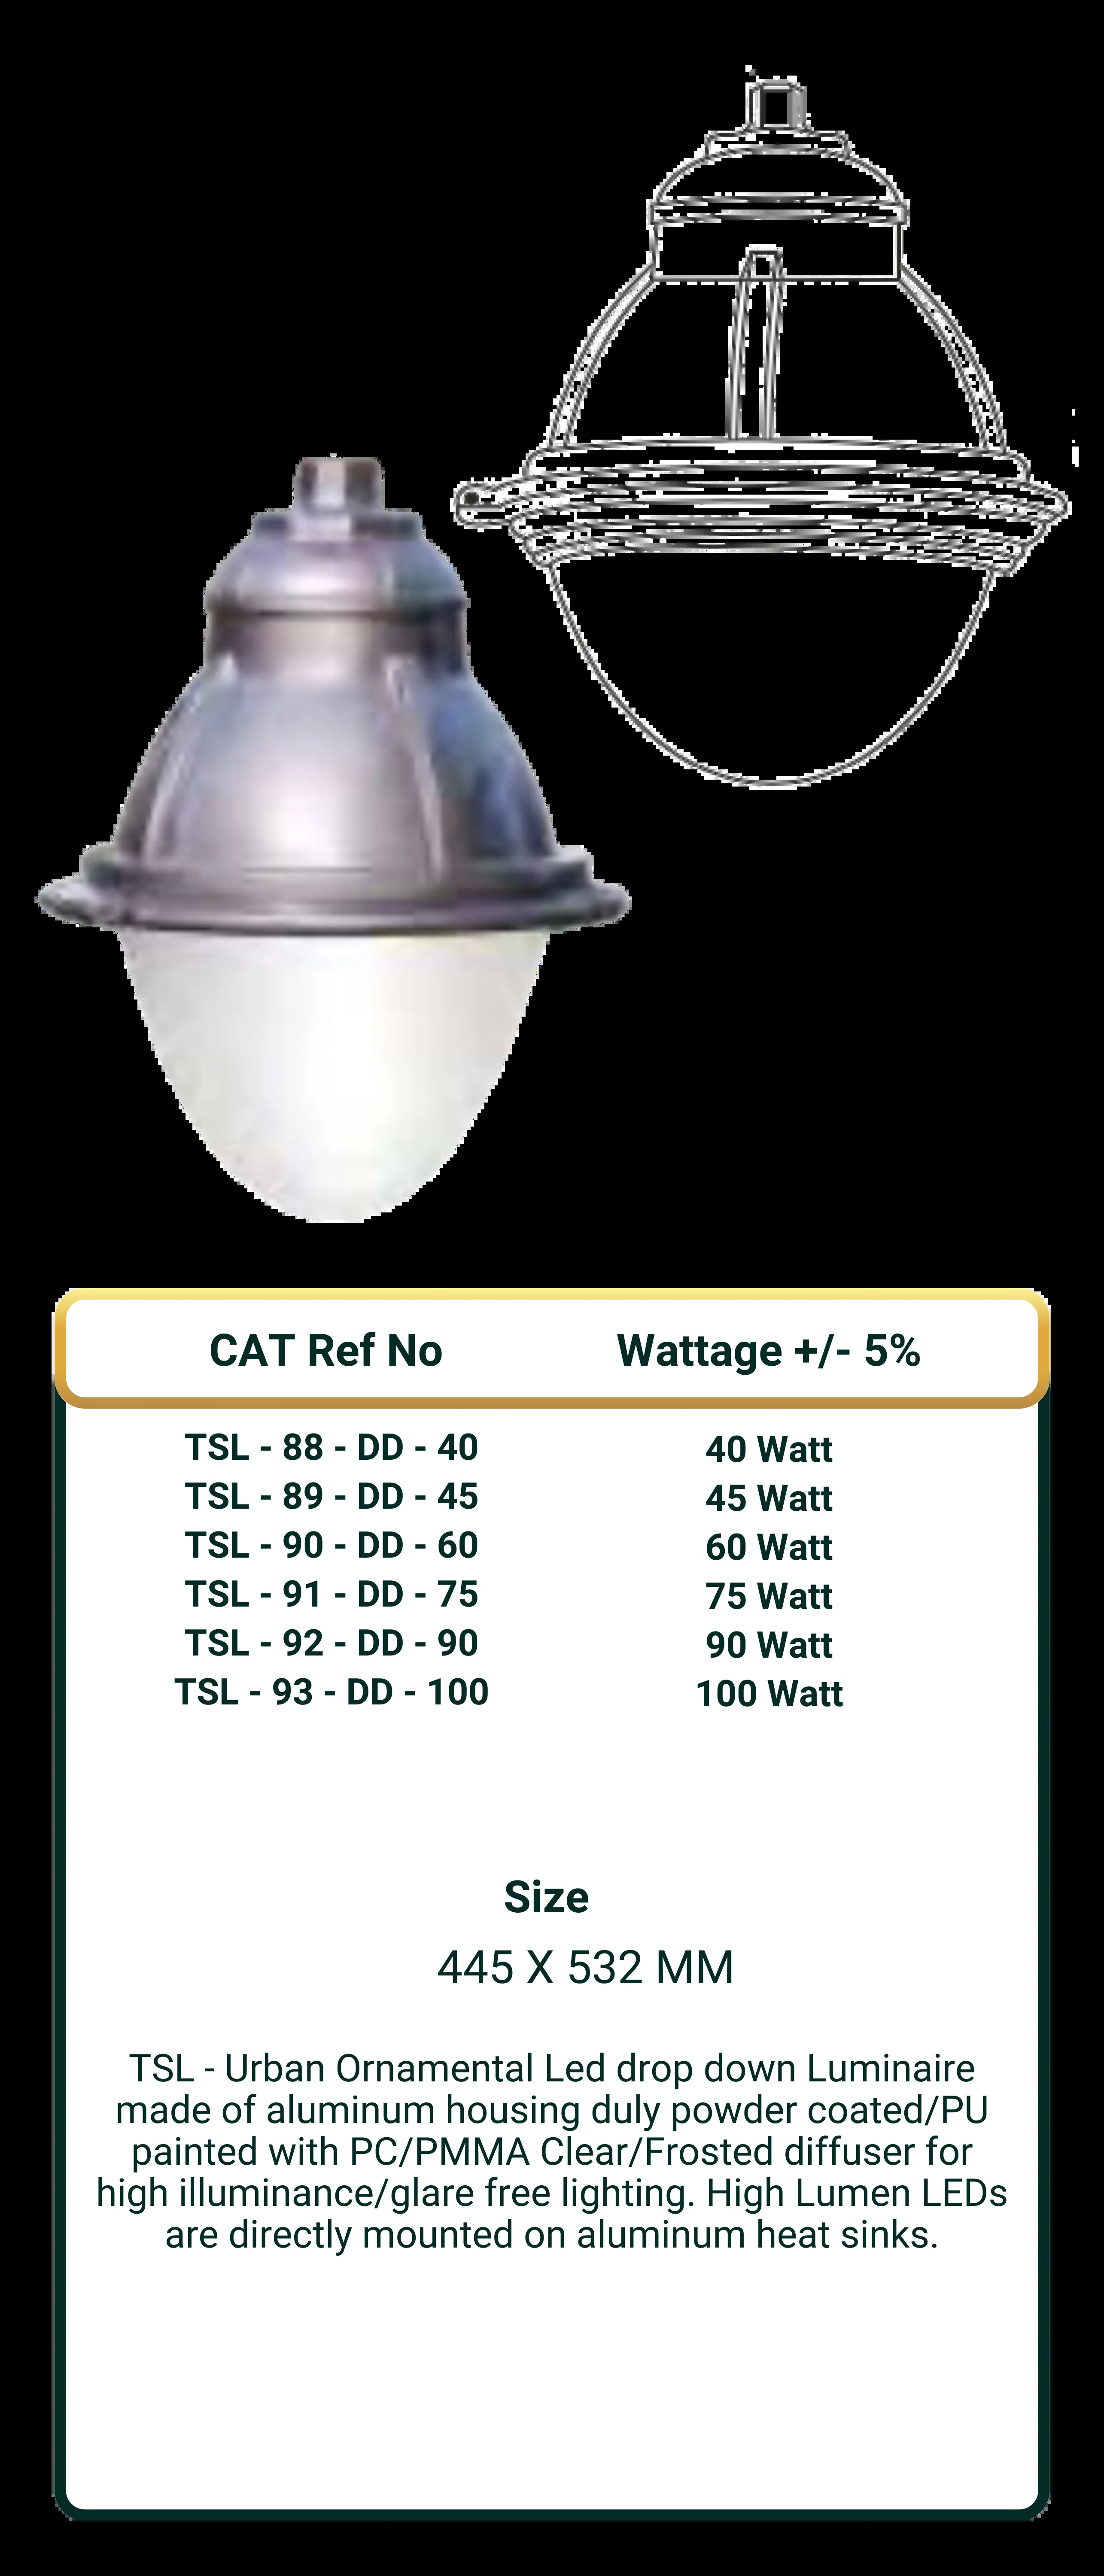 CAT Ref No Wattage +/- 5%
TSL - 88 - DD - 40 40 Watt
TSL - 89 - DD - 45 45 Watt
TSL - 90 - DD - 60 60 Watt
TSL - 91 - DD - 75 75 Watt
TSL - 92 - DD - 90 90 Watt
TSL - 93 - DD - 100 100 Watt
Size
445 X 532 MM
TSL - Urban Ornamental Led drop down Luminaire
made of aluminum housing duly powder coated/PU
painted with PC/PMMA Clear/Frosted diffuser for
high illuminance/glare free lighting. High Lumen LEDs
are directly mounted on aluminum heat sinks.